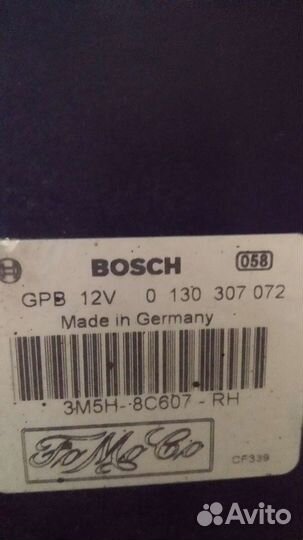 BOSCH
058
GPB 12V 0 130 307 072
Made in Germany
3M5H-8C607-RH
FoMoCo
CF339
Avito